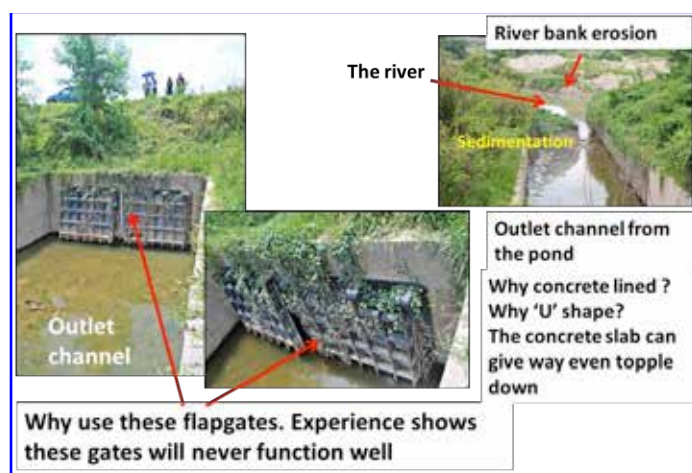 River bank erosion
The river
Sedimentation
Outlet channel from
the pond
Why concrete lined ?
Why ‘U’ shape?
The concrete slab can
give way even topple
down
Outlet
channel
Why use these flapgates. Experience shows
these gates will never function well